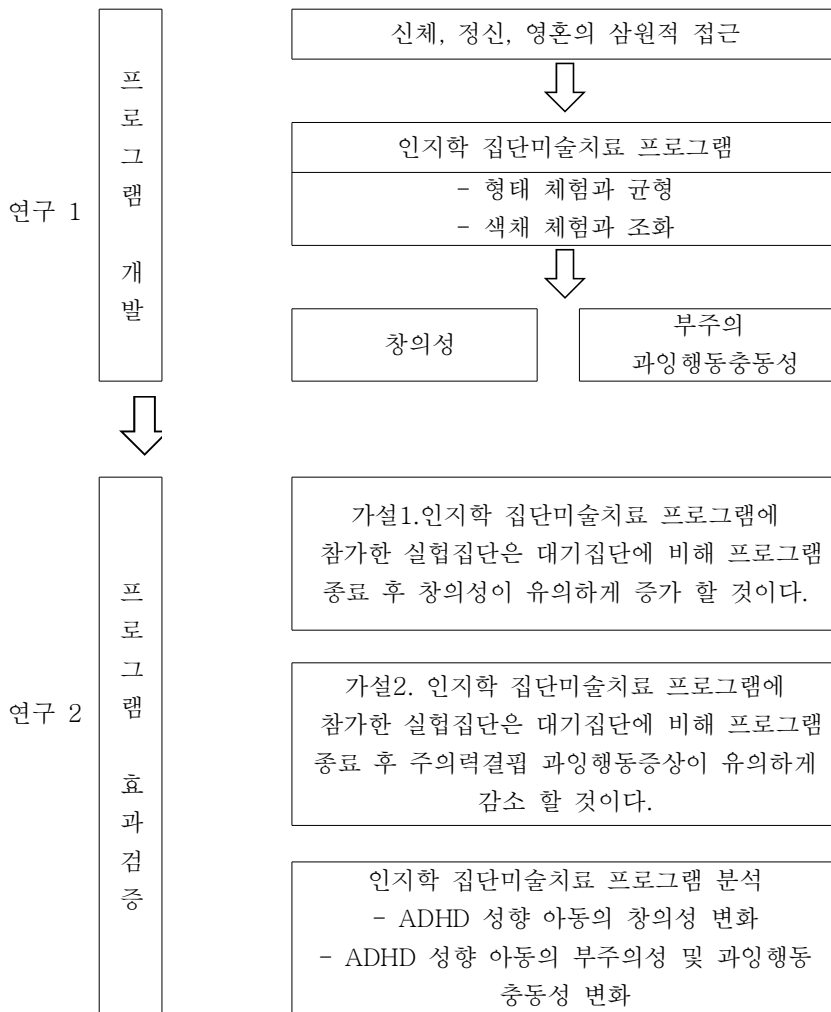 연구 1
프로그램 개발
신체, 정신, 영혼의 삼원적 접근
인지학 집단미술치료 프로그램
- 형태 체험과 균형
- 색채 체험과 조화
창의성
부주의
과잉행동충동성
연구 2
프로그램 효과검증
가설1.인지학 집단미술치료 프로그램에
참가한 실험집단은 대기집단에 비해 프로그램
종료 후 창의성이 유의하게 증가 할 것이다.
가설2. 인지학 집단미술치료 프로그램에
참가한 실험집단은 대기집단에 비해 프로그램
종료 후 주의력결핍 과잉행동증상이 유의하게
감소 할 것이다.
인지학 집단미술치료 프로그램 분석
- ADHD 성향 아동의 창의성 변화
- ADHD 성향 아동의 부주의성 및 과잉행동
충동성 변화